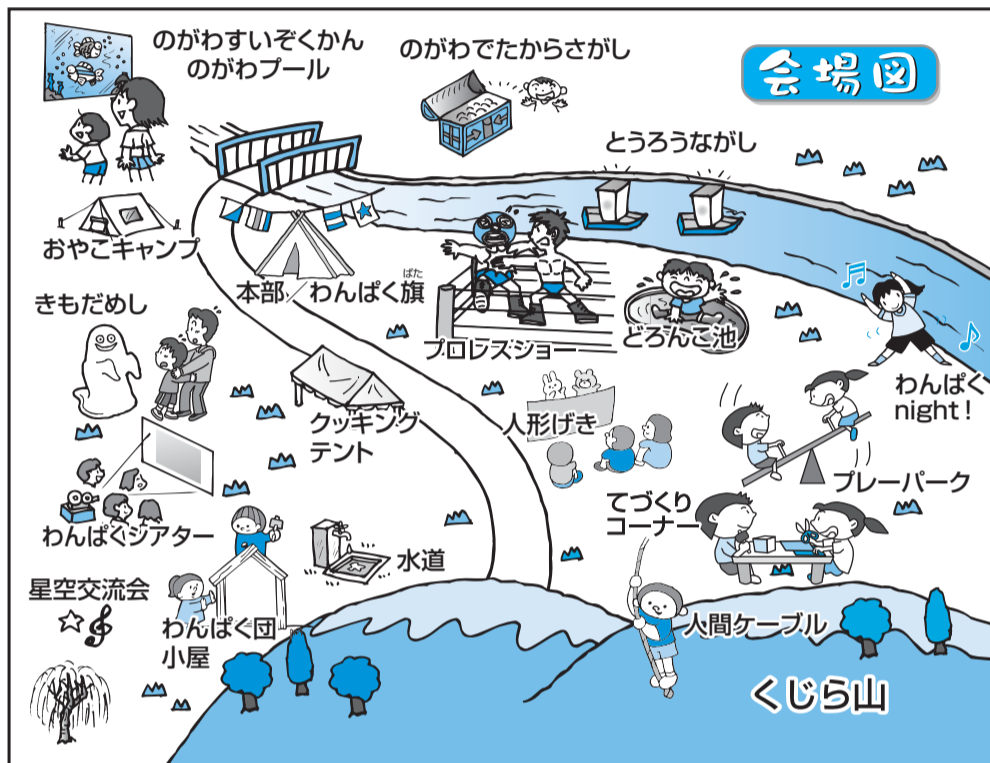 会場図
のがわすいぞくかん
のがわプール
のがわでたからさがし
とうろうながし
おやこキャンプ
本部／わんぱく旗
ばた
きもだめし
プロレスショー
どろんこ池
わんぱく
night！
クッキング
テント
人形げき
プレーパーク
わんぱくシアター
てづくり
コーナー
水道
星空交流会
わんぱく団
小屋
人間ケーブル
くじら山